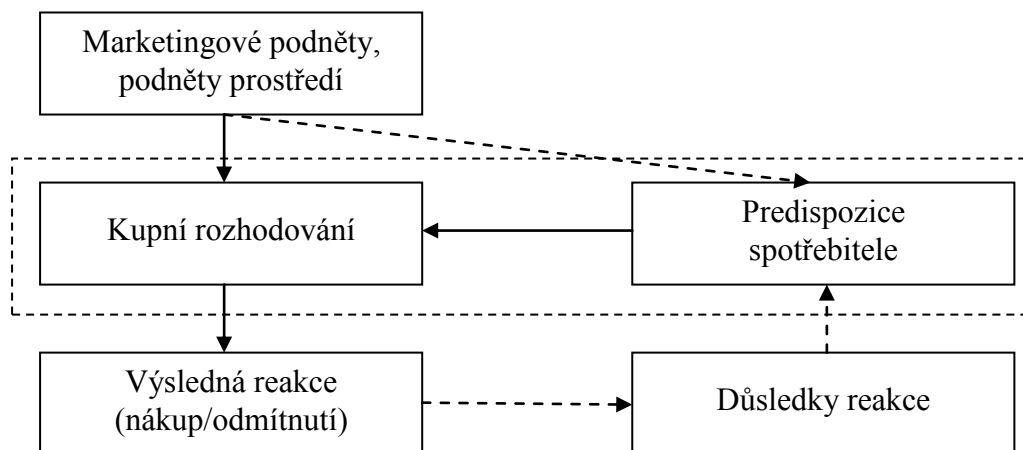 Marketingové podněty,
podněty prostředí
Kupní rozhodování
Predispozice
spotřebitele
Výsledná reakce
(nákup/odmítnutí)
Důsledky reakce